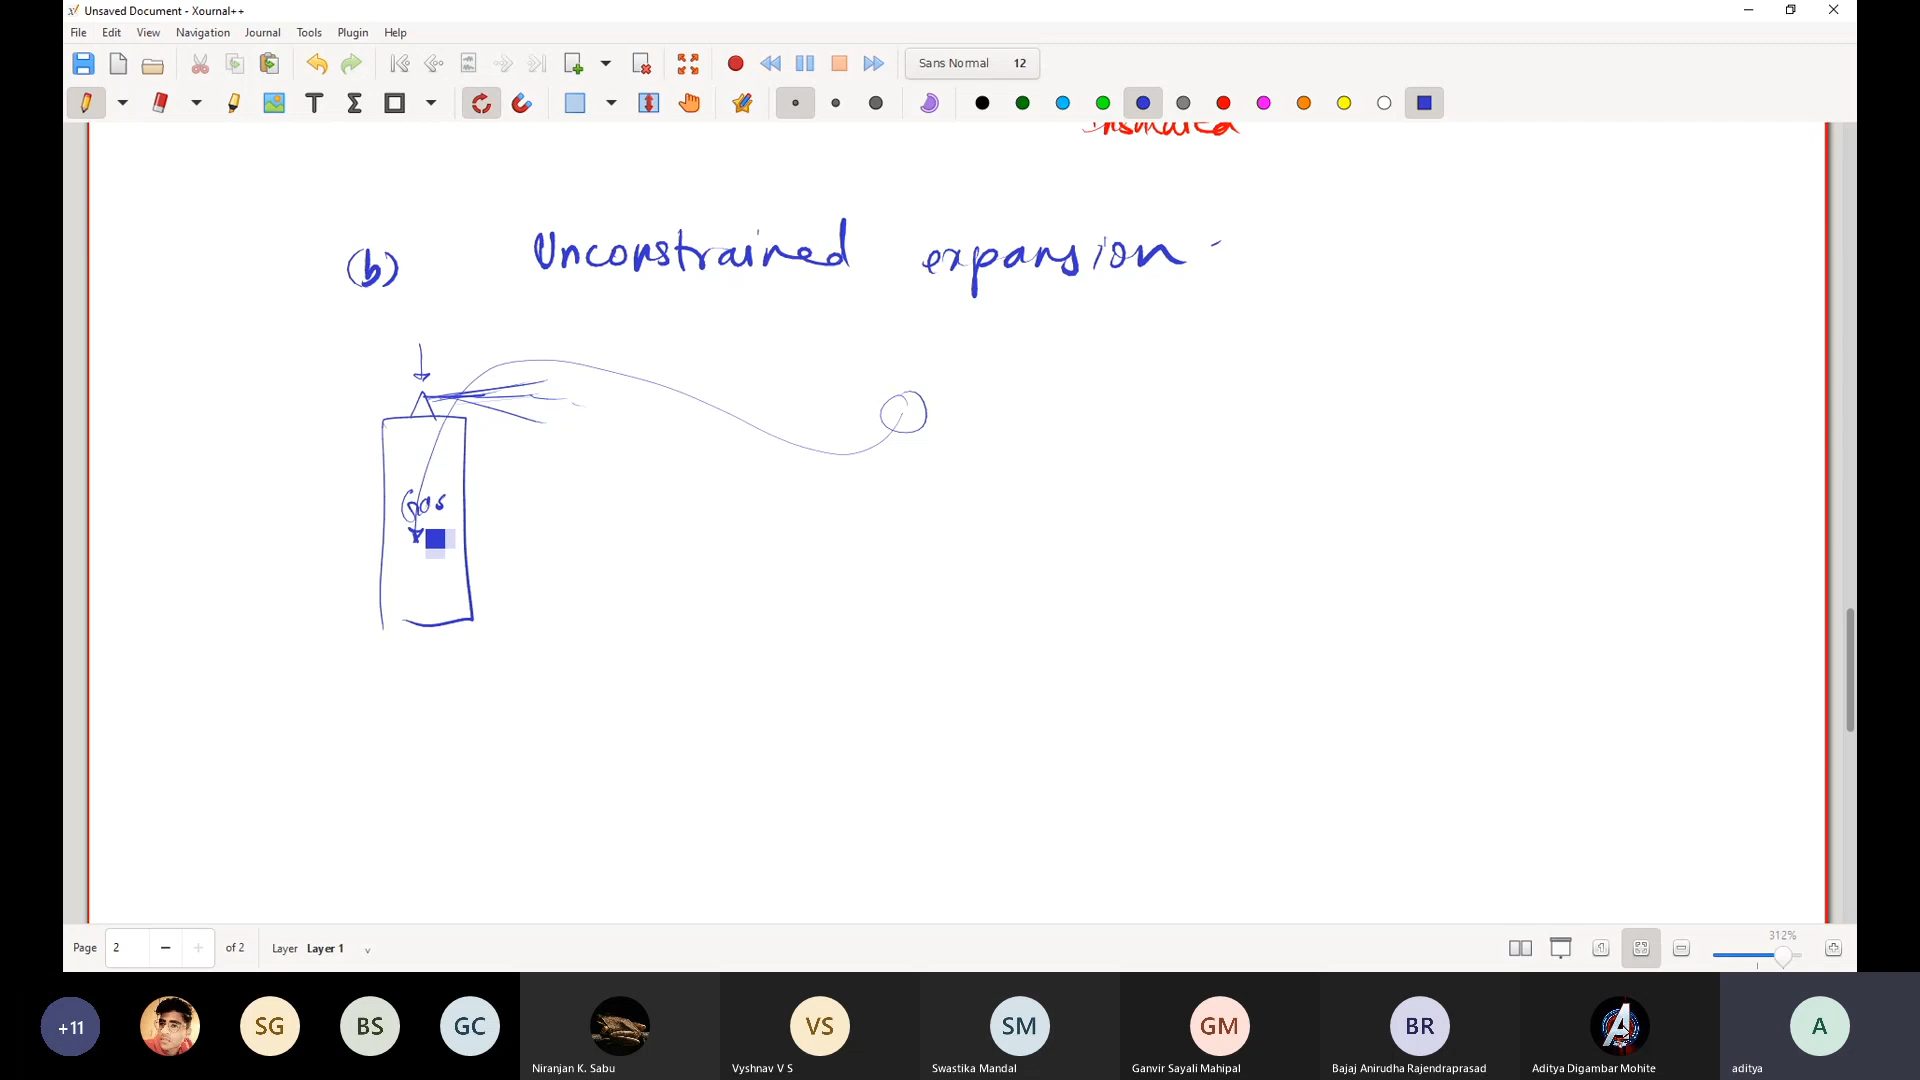 Unsaved Document - Xournal++
File Edit View Navigation Journal Tools Plugin Help
Sans Normal 12
Insulated
(b) Unconstrained expansion -
Gas
Page 2 of 2 Layer Layer 1 312%
+11 SG BS GC VS SM GM BR A
Niranjan K. Sabu Vyshnav V S Swastika Mandal Ganvir Sayali Mahipal Bajaj Anirudha Rajendraprasad Aditya Digambar Mohite aditya